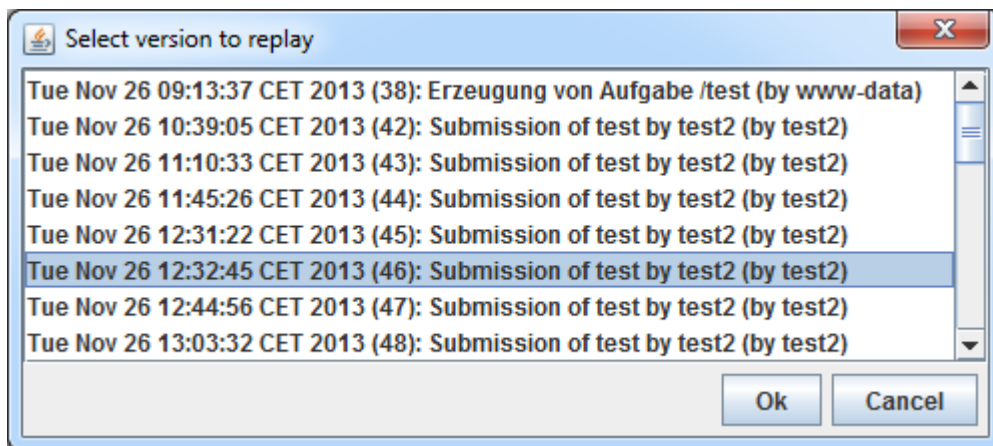 Select version to replay
Tue Nov 26 09:13:37 CET 2013 (38): Erzeugung von Aufgabe /test (by www-data)
Tue Nov 26 10:39:05 CET 2013 (42): Submission of test by test2 (by test2)
Tue Nov 26 11:10:33 CET 2013 (43): Submission of test by test2 (by test2)
Tue Nov 26 11:45:26 CET 2013 (44): Submission of test by test2 (by test2)
Tue Nov 26 12:31:22 CET 2013 (45): Submission of test by test2 (by test2)
Tue Nov 26 12:32:45 CET 2013 (46): Submission of test by test2 (by test2)
Tue Nov 26 12:44:56 CET 2013 (47): Submission of test by test2 (by test2)
Tue Nov 26 13:03:32 CET 2013 (48): Submission of test by test2 (by test2)
Ok Cancel